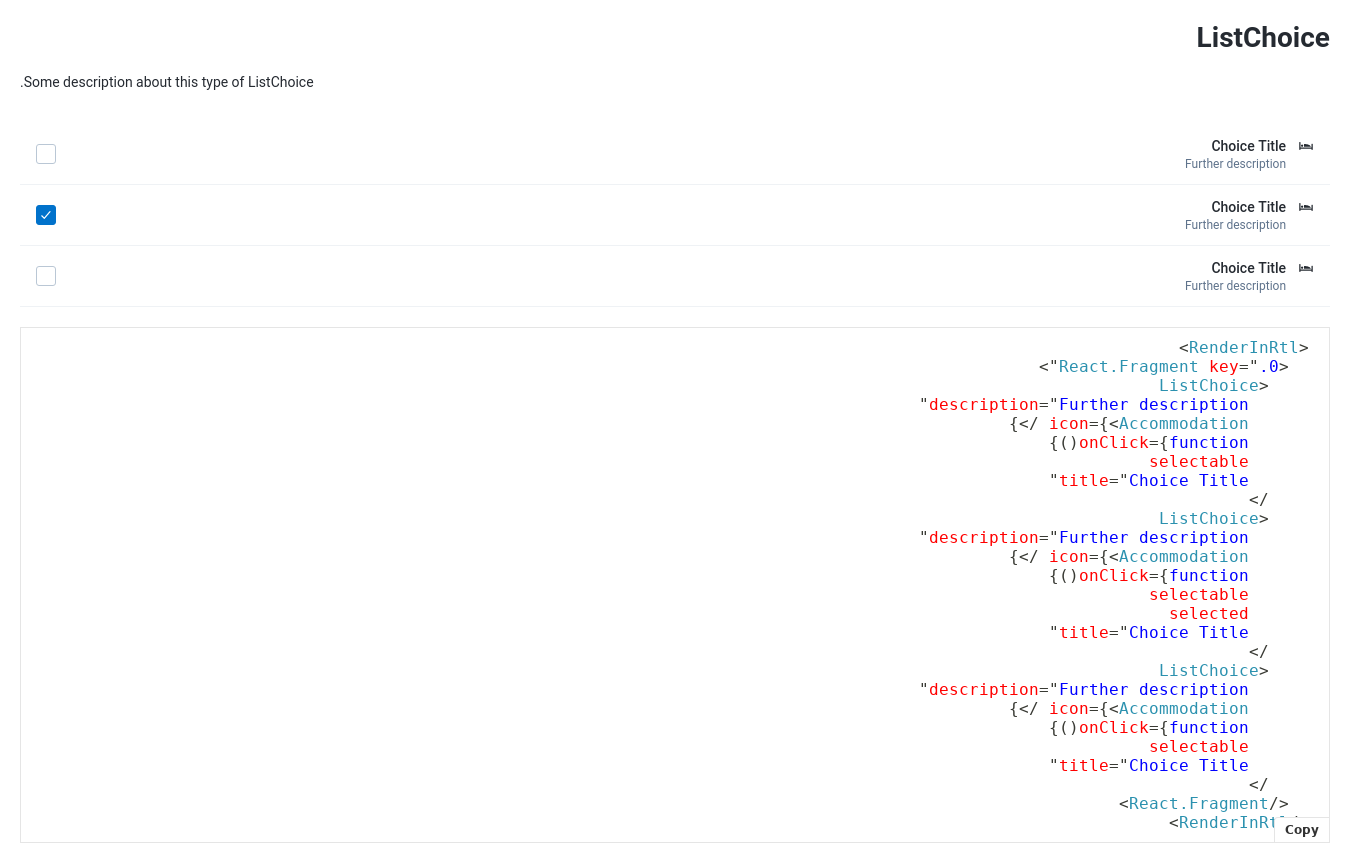 ListChoice
.Some description about this type of ListChoice
Choice Title
Further description
Choice Title
Further description
Choice Title
Further description
<RenderInRtl>
<"React.Fragment key=".0>
ListChoice>
"description="Further description
{</ icon={<Accommodation
{()onClick={function
selectable
"title="Choice Title
</
ListChoice>
"description="Further description
{</ icon={<Accommodation
{()onClick={function
selectable
selected
"title="Choice Title
</
ListChoice>
"description="Further description
{</ icon={<Accommodation
{()onClick={function
selectable
"title="Choice Title
</
<React.Fragment/>
<RenderInRtl
Copy